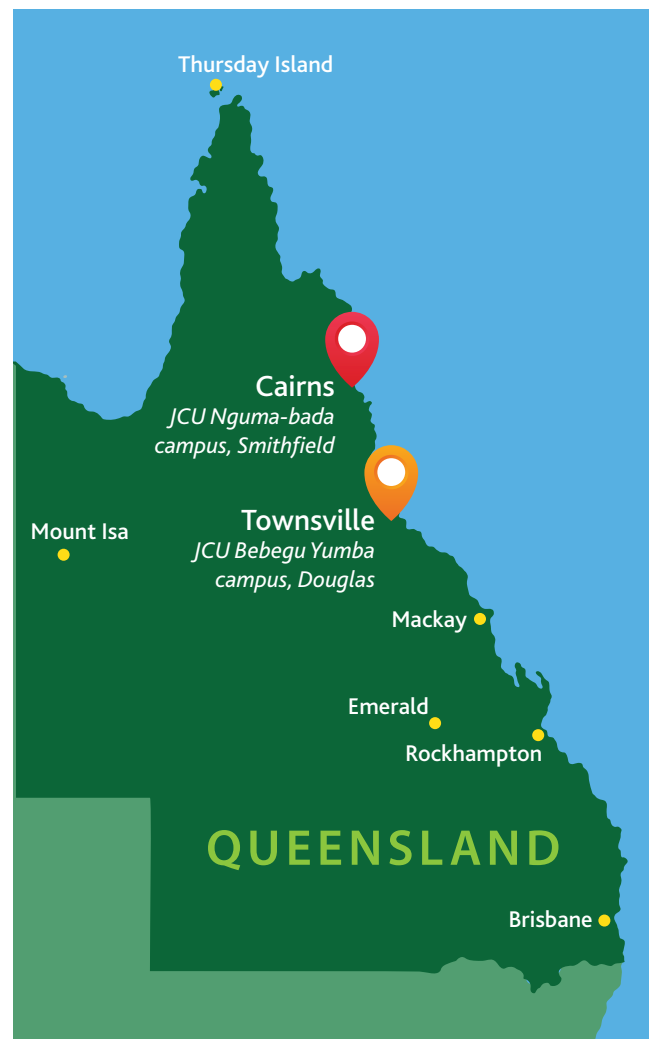 Thursday Island
Cairns
JCU Nguma-bada
campus, Smithfield
Townsville
JCU Bebegu Yumba
campus, Douglas
Mount Isa
Mackay
Emerald
Rockhampton
QUEENSLAND
Brisbane